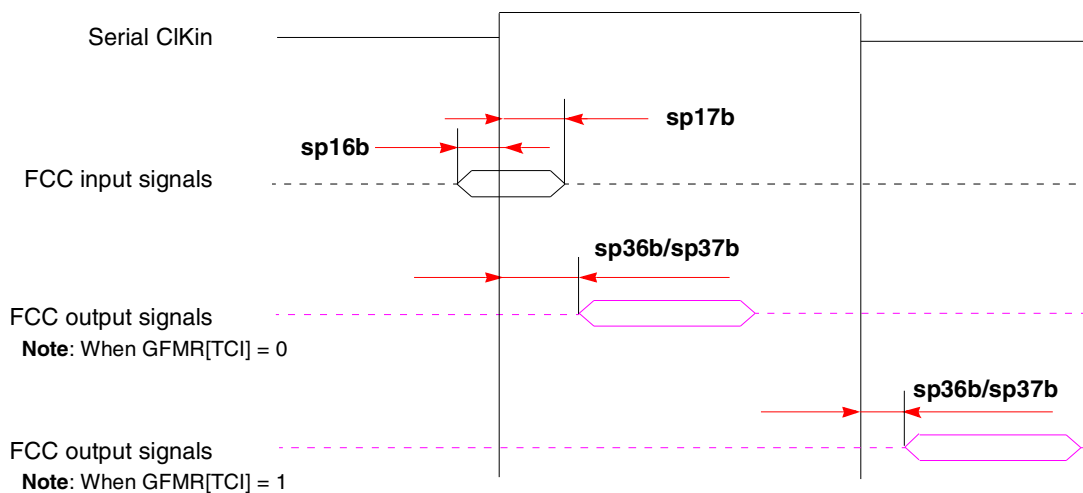 Serial ClKin
sp17b
sp16b
FCC input signals
sp36b/sp37b
FCC output signals
Note: When GFMR[TCI] = 0
sp36b/sp37b
FCC output signals
Note: When GFMR[TCI] = 1